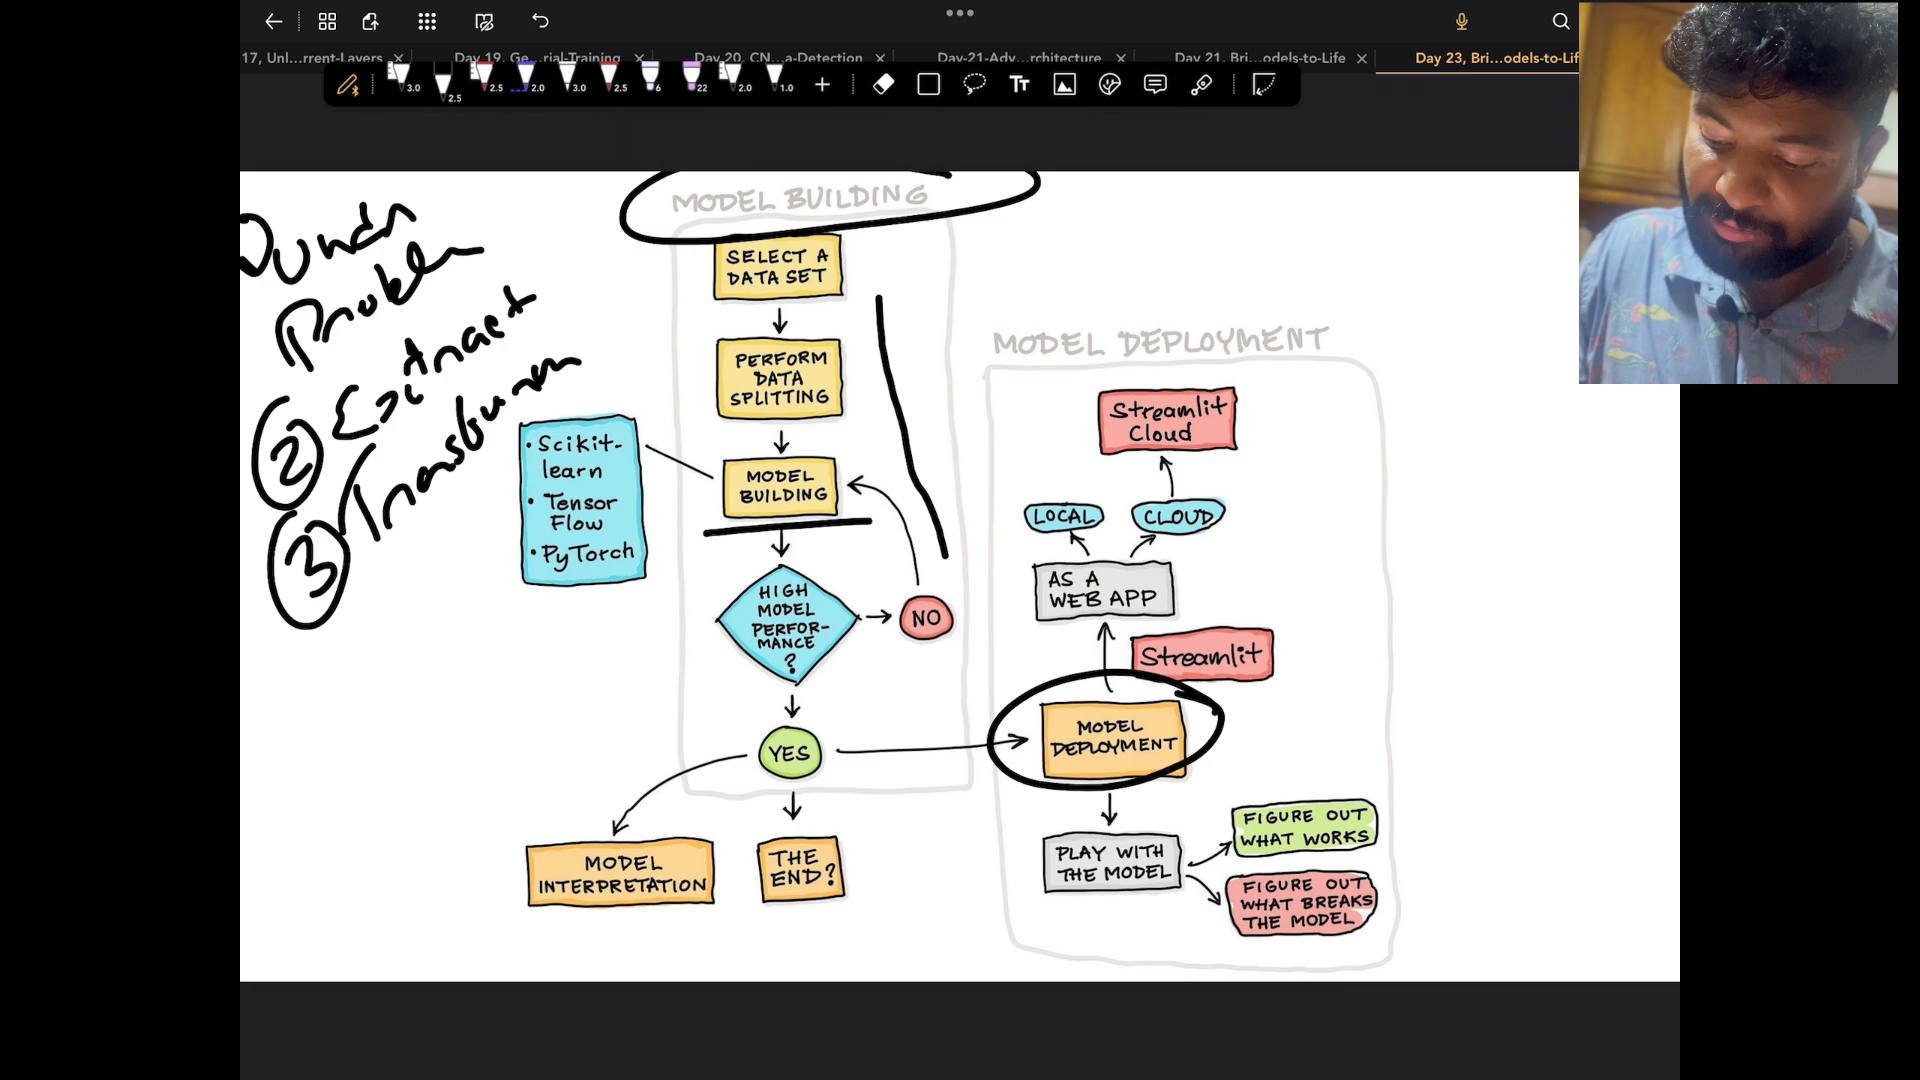 17, Unl...rrent-Layers
Day 19, Ge...rial-Training
Day 20, CN...a-Detection
Day-21-Adv...rchitecture
Day 21, Bri...odels-to-Life
Day 23, Bri...odels-to-Lif
3.0
2.5
2.5
2.0
3.0
2.5
6
22
2.0
1.0
Tт
MODEL BUILDING
SELECT A
DATA SET
PERFORM
DATA
SPLITTING
MODEL
BUILDING
• Scikit-
learn
• Tensor
Flow
• PyTorch
HIGH
MODEL
PERFOR-
MANCE
?
NO
YES
MODEL
INTERPRETATION
THE
END?
MODEL DEPLOYMENT
Streamlit
Cloud
LOCAL
CLOUD
AS A
WEB APP
Streamlit
MODEL
DEPLOYMENT
PLAY WITH
THE MODEL
FIGURE OUT
WHAT WORKS
FIGURE OUT
WHAT BREAKS
THE MODEL
2
Extract
3